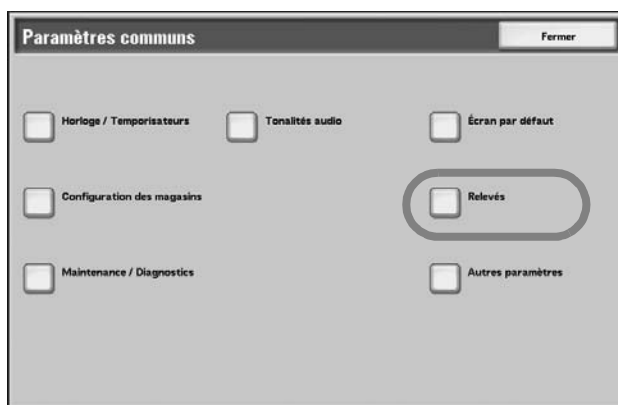 Paramètres communs Fermer
Horloge / Temporisateurs Tonalités audio Écran par défaut
Configuration des magasins Relevés
Maintenance / Diagnostics Autres paramètres